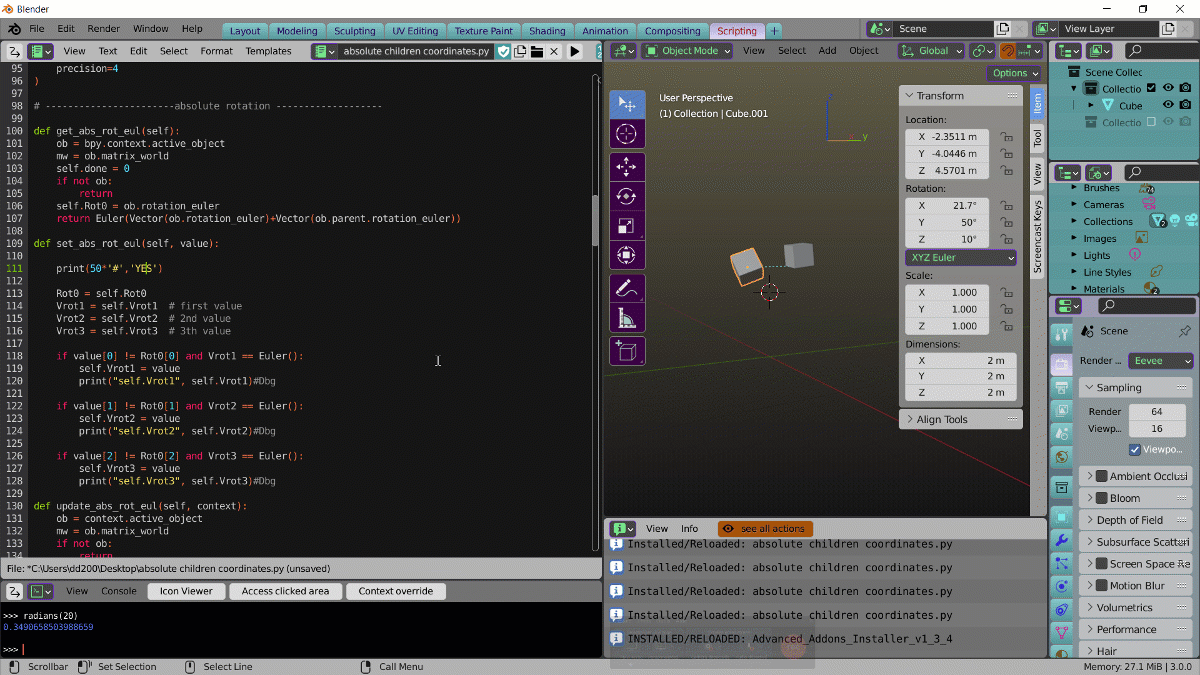 Blender
File Edit Render Window Help Layout Modeling Sculpting UV Editing Texture Paint Shading Animation Compositing Scripting + Scene View Layer
View Text Edit Select Format Templates absolute children coordinates.py
95 precision=4
96 )
97
98 # -----------------------absolute rotation -------------------
99
100 def get_abs_rot_eul(self):
101 ob = bpy.context.active_object
102 mw = ob.matrix_world
103 self.done = 0
104 if not ob:
105 return
106 self.Rot0 = ob.rotation_euler
107 return Euler(Vector(ob.rotation_euler)+Vector(ob.parent.rotation_euler))
108
109 def set_abs_rot_eul(self, value):
110
111 print(50*'#','YES')
112
113 Rot0 = self.Rot0
114 Vrot1 = self.Vrot1 # first value
115 Vrot2 = self.Vrot2 # 2nd value
116 Vrot3 = self.Vrot3 # 3th value
117
118 if value[0] != Rot0[0] and Vrot1 == Euler():
119 self.Vrot1 = value
120 print("self.Vrot1", self.Vrot1)#Dbg
121
122 if value[1] != Rot0[1] and Vrot2 == Euler():
123 self.Vrot2 = value
124 print("self.Vrot2", self.Vrot2)#Dbg
125
126 if value[2] != Rot0[2] and Vrot3 == Euler():
127 self.Vrot3 = value
128 print("self.Vrot3", self.Vrot3)#Dbg
129
130 def update_abs_rot_eul(self, context):
131 ob = context.active_object
132 mw = ob.matrix_world
133 if not ob:
134 return
File: *C:\Users\dd200\Desktop\absolute children coordinates.py (unsaved)
View Console Icon Viewer Access clicked area Context override
>>> radians(20)
0.3490658503988659
>>>
Object Mode View Select Add Object Global
Options
User Perspective
(1) Collection | Cube.001
Z
y
Transform
Location:
X -2.3511 m
Y -4.0446 m
Z 4.5701 m
Rotation:
X 21.7°
Y 50°
Z 10°
XYZ Euler
Scale:
X 1.000
Y 1.000
Z 1.000
Dimensions:
X 2 m
Y 2 m
Z 2 m
Align Tools
Item
Tool
View
Screencast Keys
View Info see all actions
Installed/Reloaded: absolute children coordinates.py
Installed/Reloaded: absolute children coordinates.py
Installed/Reloaded: absolute children coordinates.py
Installed/Reloaded: absolute children coordinates.py
INSTALLED/RELOADED: Advanced_Addons_Installer_v1_3_4
Scene Collec
Collectio
Cube
Collectio
Brushes 24
Cameras
Collections 2
Images
Lights
Line Styles
Materials 2
Scene
Render ... Eevee
Sampling
Render 64
Viewp... 16
Viewpo...
Ambient Occlusi
Bloom
Depth of Field
Subsurface Scatteri
Screen Space Re
Motion Blur
Volumetrics
Performance
Hair
Scrollbar Set Selection Select Line Call Menu Memory: 27.1 MiB | 3.0.0